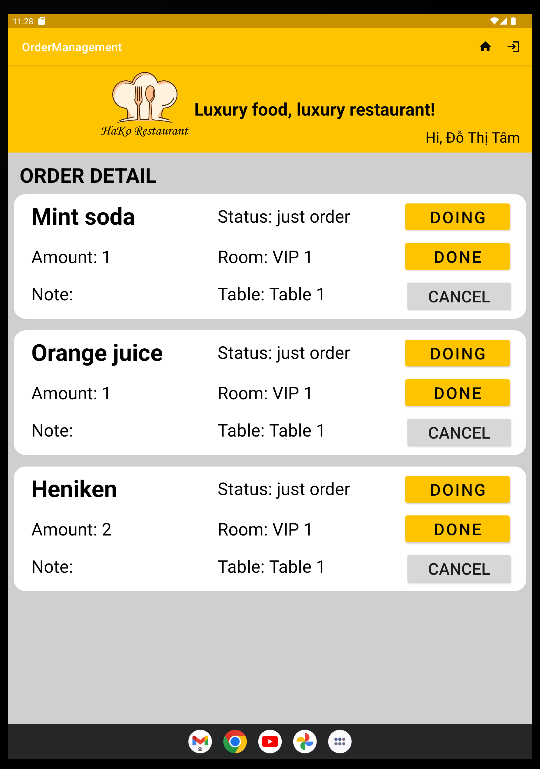 11:28
OrderManagement
HaKo Restaurant
Luxury food, luxury restaurant!
Hi, Đỗ Thị Tâm
ORDER DETAIL
Mint soda Status: just order DOING
Amount: 1 Room: VIP 1 DONE
Note: Table: Table 1 CANCEL
Orange juice Status: just order DOING
Amount: 1 Room: VIP 1 DONE
Note: Table: Table 1 CANCEL
Heniken Status: just order DOING
Amount: 2 Room: VIP 1 DONE
Note: Table: Table 1 CANCEL